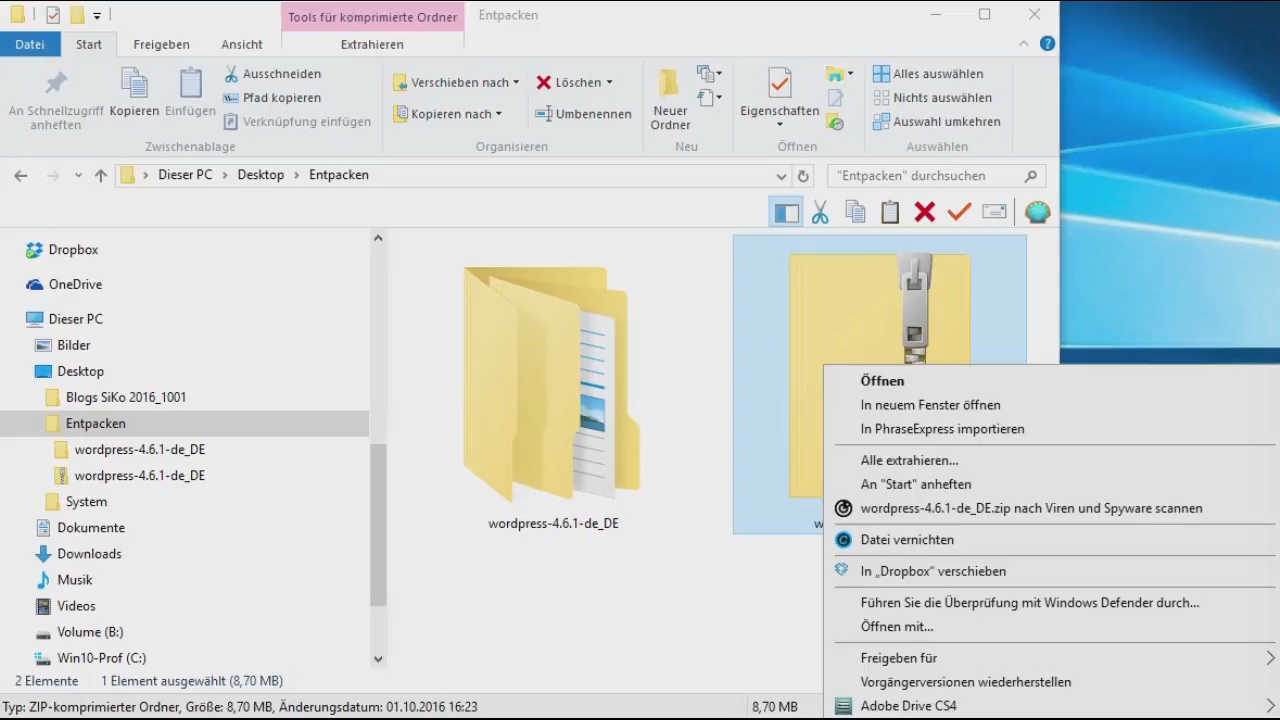 Tools für komprimierte Ordner
Entpacken
Datei
Start
Freigeben
Ansicht
Extrahieren
An Schnellzugriff anheften
Kopieren
Einfügen
Ausschneiden
Pfad kopieren
Verknüpfung einfügen
Zwischenablage
Verschieben nach
Kopieren nach
Löschen
Umbenennen
Organisieren
Neuer Ordner
Neu
Eigenschaften
Öffnen
Alles auswählen
Nichts auswählen
Auswahl umkehren
Auswählen
Dieser PC
Desktop
Entpacken
"Entpacken" durchsuchen
Dropbox
OneDrive
Dieser PC
Bilder
Desktop
Blogs SiKo 2016_1001
Entpacken
wordpress-4.6.1-de_DE
wordpress-4.6.1-de_DE
System
Dokumente
Downloads
Musik
Videos
Volume (B:)
Win10-Prof (C:)
wordpress-4.6.1-de_DE
Öffnen
In neuem Fenster öffnen
In PhraseExpress importieren
Alle extrahieren...
An "Start" anheften
wordpress-4.6.1-de_DE.zip nach Viren und Spyware scannen
Datei vernichten
In „Dropbox“ verschieben
Führen Sie die Überprüfung mit Windows Defender durch...
Öffnen mit...
Freigeben für
Vorgängerversionen wiederherstellen
Adobe Drive CS4
2 Elemente
1 Element ausgewählt (8,70 MB)
Typ: ZIP-komprimierter Ordner, Größe: 8,70 MB, Änderungsdatum: 01.10.2016 16:23
8,70 MB